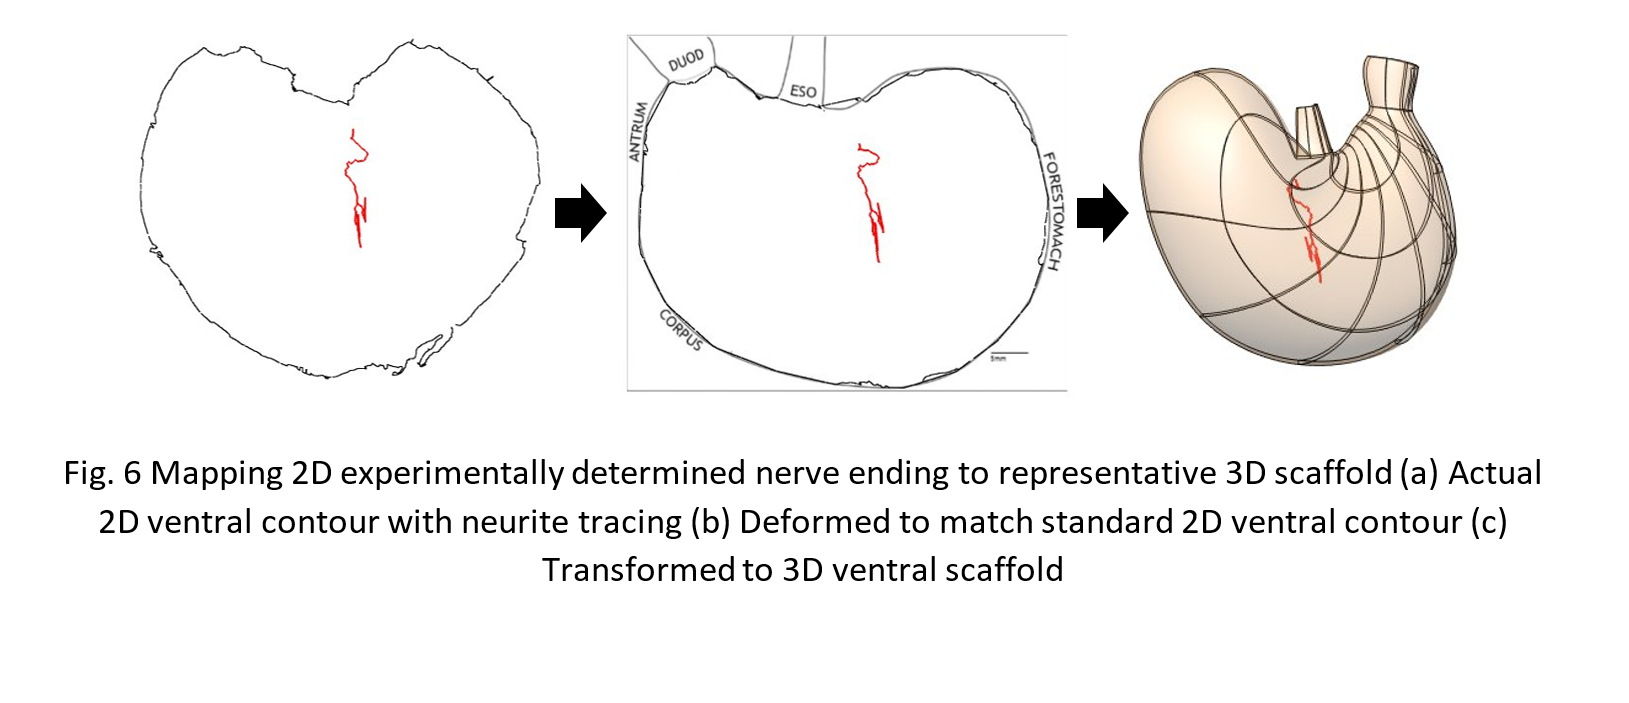 DUOD
ESO
ANTRUM
FORESTOMACH
CORPUS
5mm
Fig. 6 Mapping 2D experimentally determined nerve ending to representative 3D scaffold (a) Actual
2D ventral contour with neurite tracing (b) Deformed to match standard 2D ventral contour (c)
Transformed to 3D ventral scaffold